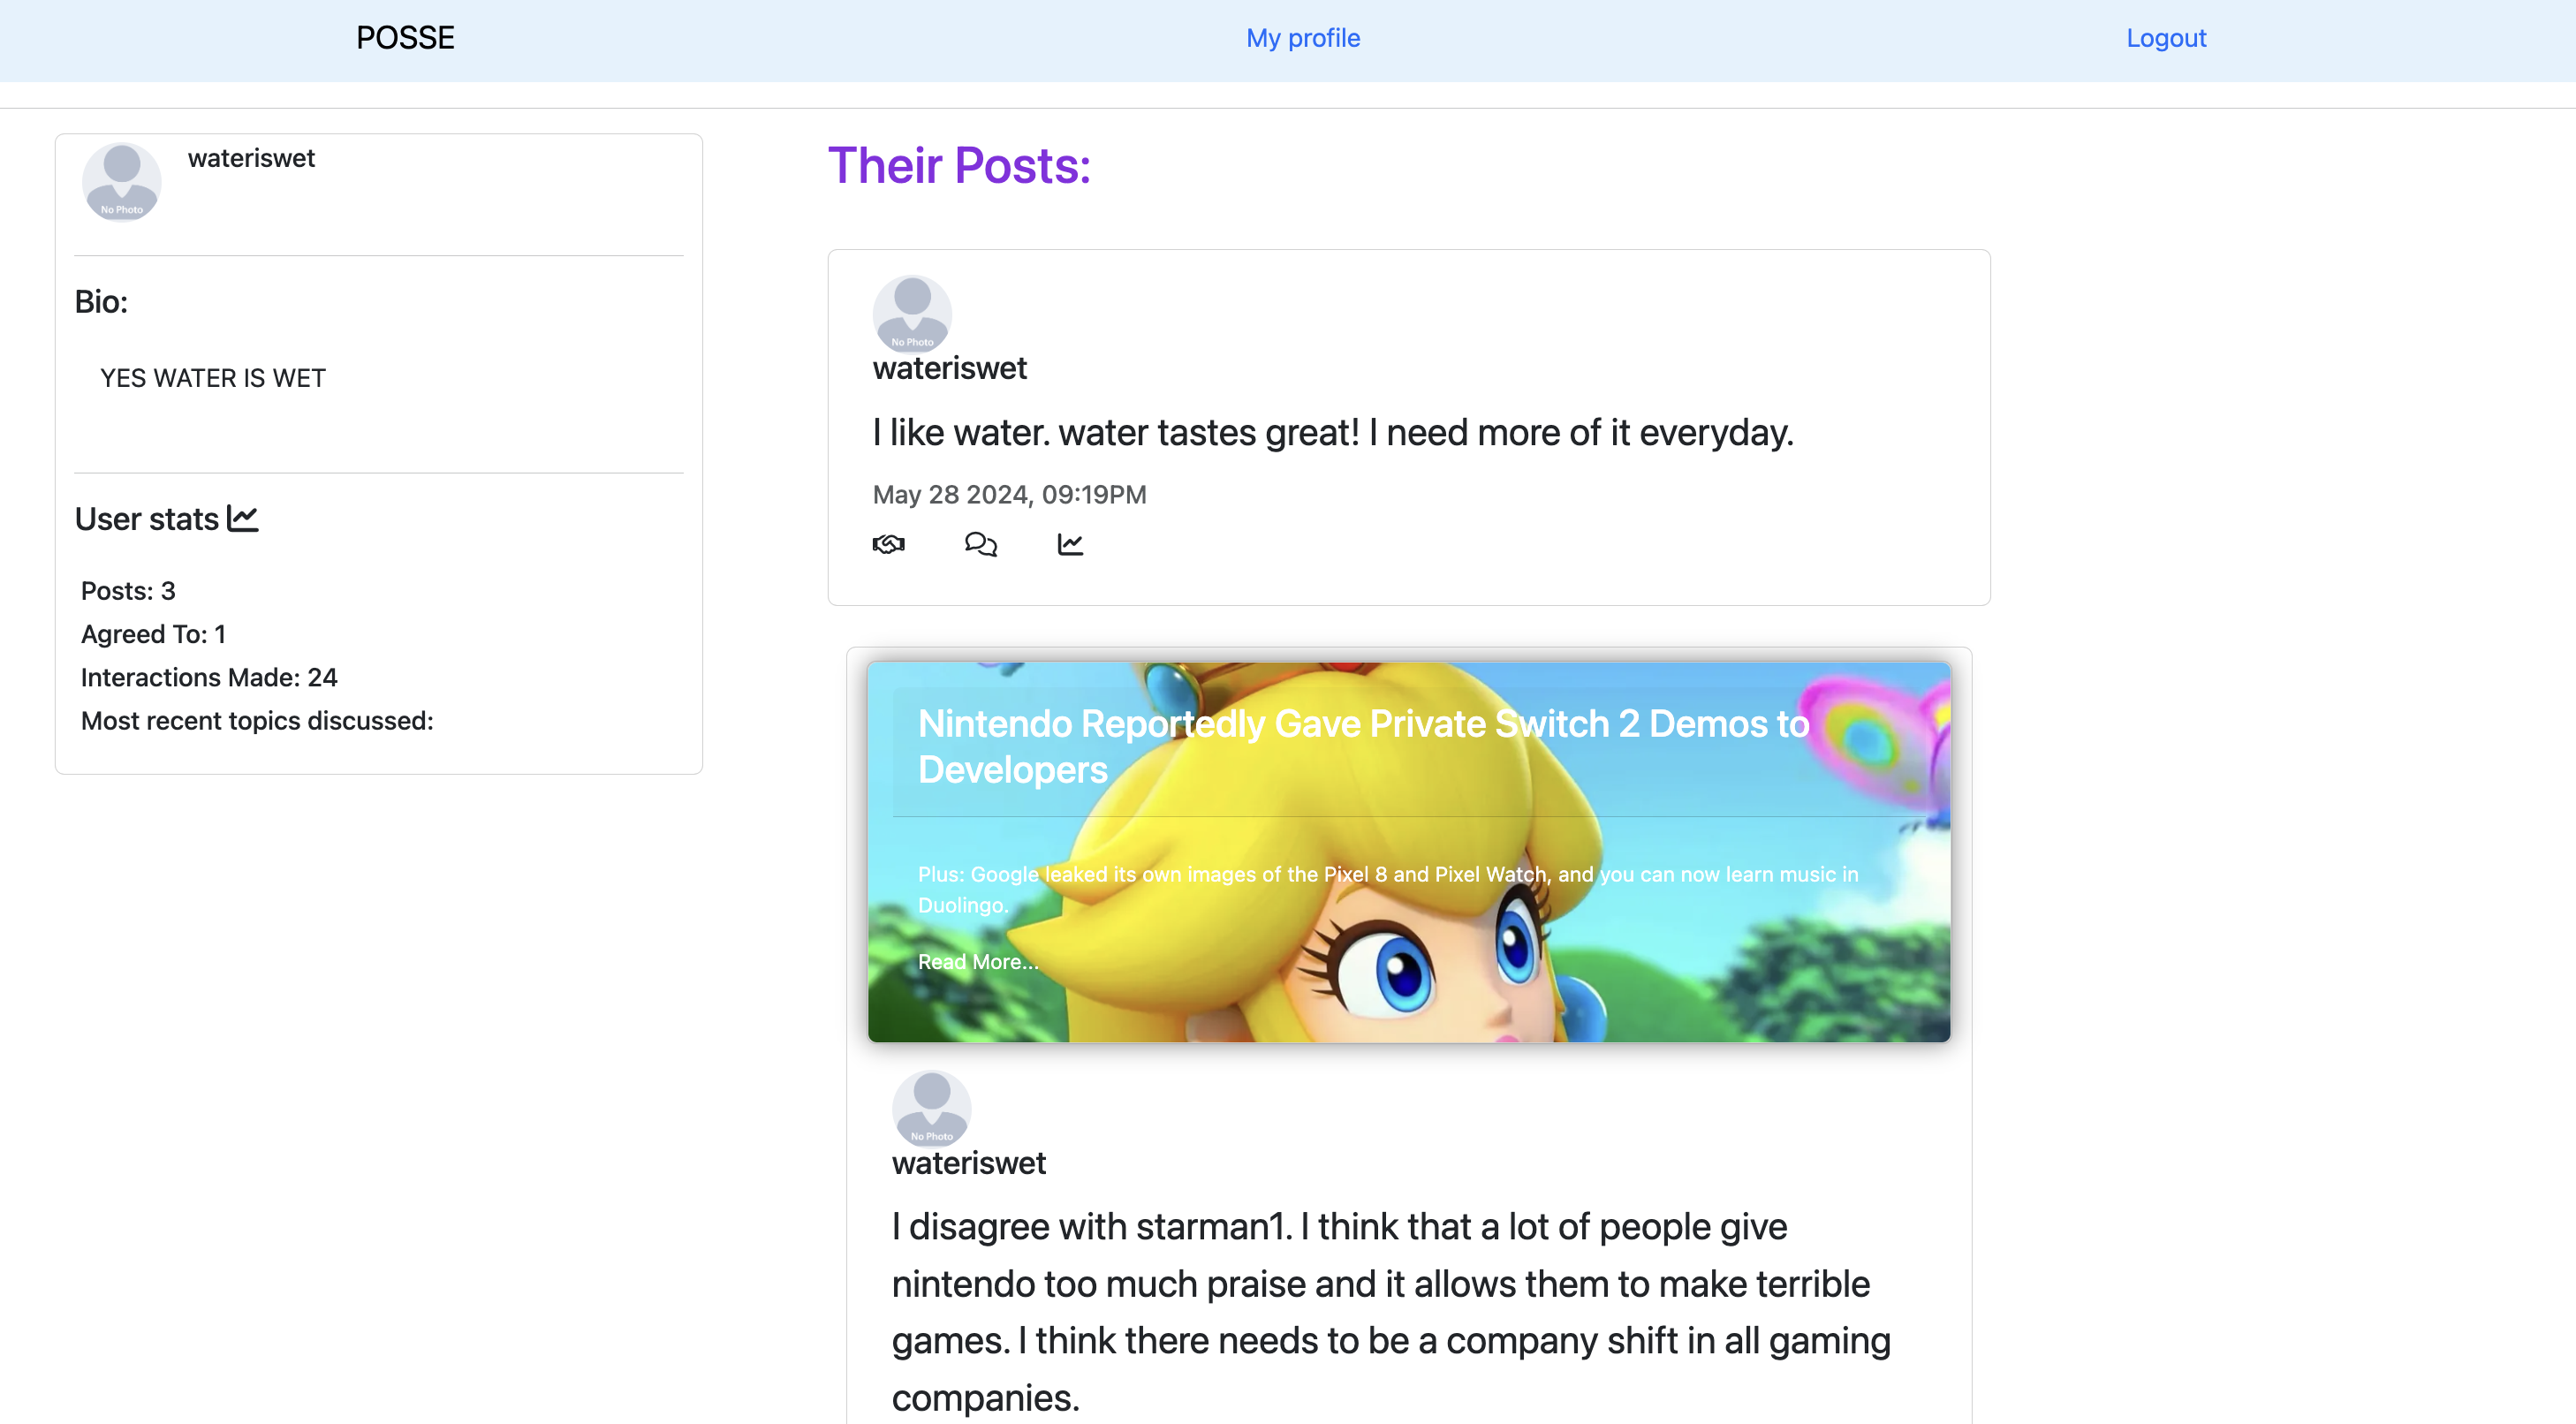 POSSE
My profile
Logout
No Photo
wateriswet
Bio:
YES WATER IS WET
User stats
Posts: 3
Agreed To: 1
Interactions Made: 24
Most recent topics discussed:
Their Posts:
No Photo
wateriswet
I like water. water tastes great! I need more of it everyday.
May 28 2024, 09:19PM
Nintendo Reportedly Gave Private Switch 2 Demos to
Developers
Plus: Google leaked its own images of the Pixel 8 and Pixel Watch, and you can now learn music in
Duolingo.
Read More...
No Photo
wateriswet
I disagree with starman1. I think that a lot of people give
nintendo too much praise and it allows them to make terrible
games. I think there needs to be a company shift in all gaming
companies.